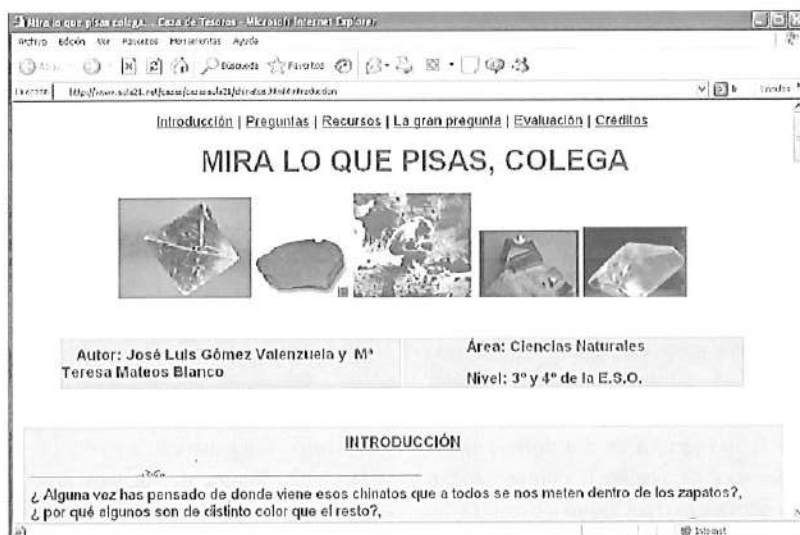 Mira lo que pisas colega... Caza de Tesoros - Microsoft Internet Explorer
Archivo Edición Ver Favoritos Herramientas Ayuda
Búsqueda Favoritos
Introducción | Preguntas | Recursos | La gran pregunta | Evaluación | Créditos
MIRA LO QUE PISAS, COLEGA
Autor: José Luis Gómez Valenzuela y Mª
Teresa Mateos Blanco
Área: Ciencias Naturales
Nivel: 3º y 4º de la E.S.O.
INTRODUCCIÓN
¿ Alguna vez has pensado de donde viene esos chinatos que a todos se nos meten dentro de los zapatos?,
¿ por qué algunos son de distinto color que el resto?,
Internet